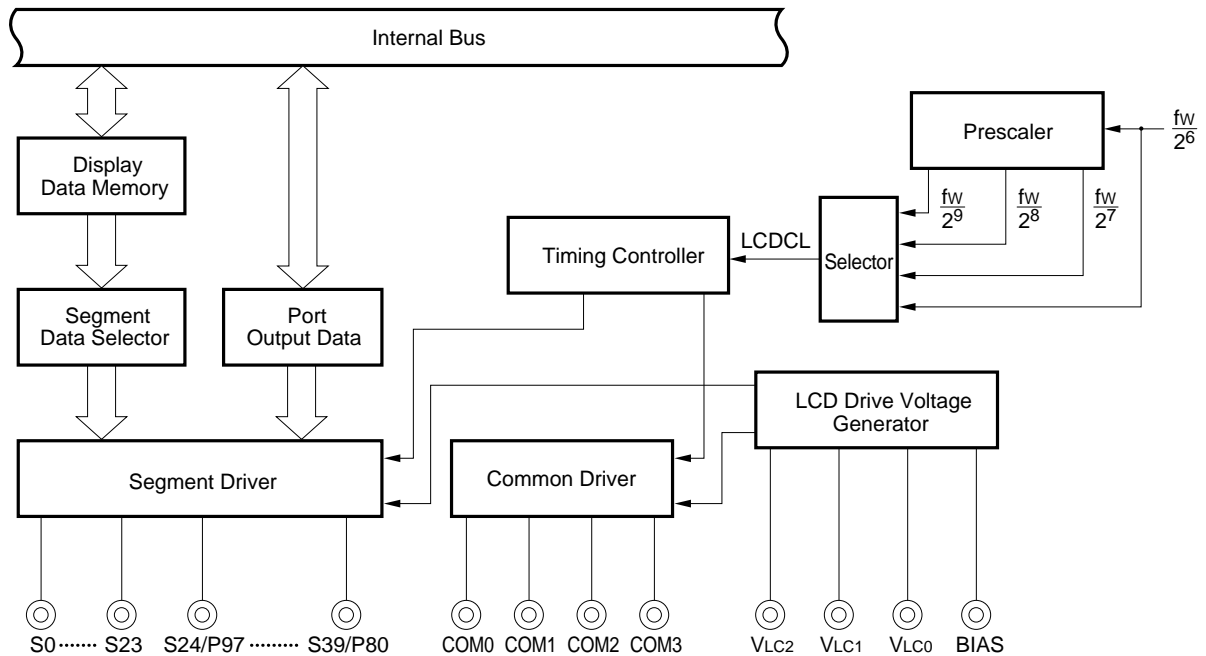 Internal Bus
Prescaler
fW
2^6
Display
Data Memory
fW
2^9
fW
2^8
fW
2^7
Timing Controller
LCDCL
Selector
Segment
Data Selector
Port
Output Data
LCD Drive Voltage
Generator
Segment Driver
Common Driver
S0 ······· S23 S24/P97 ········· S39/P80 COM0 COM1 COM2 COM3 VLC2 VLC1 VLC0 BIAS